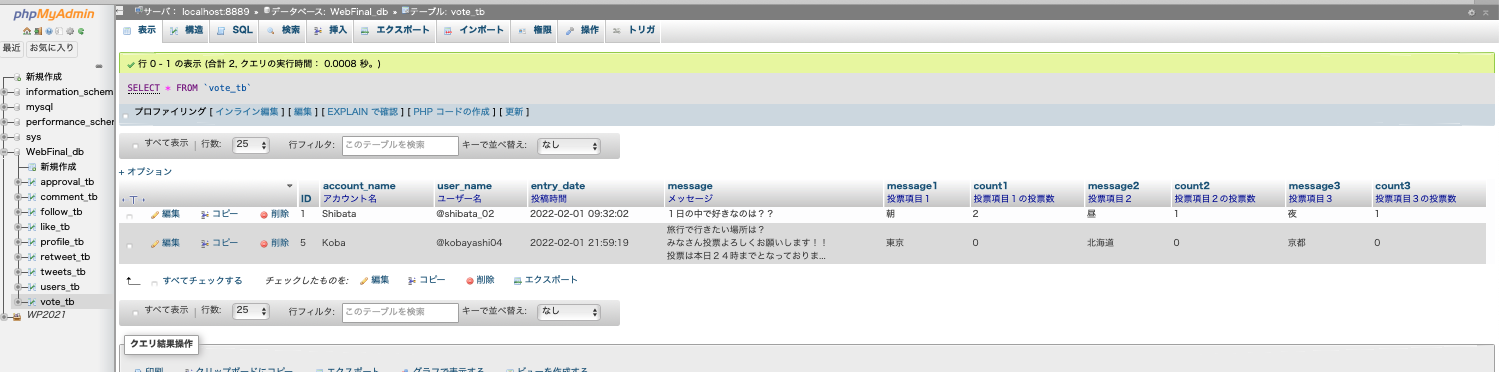 phpMyAdmin
最近 お気に入り
新規作成
information_schem
mysql
performance_schem
sys
WebFinal_db
新規作成
approval_tb
comment_tb
follow_tb
like_tb
profile_tb
retweet_tb
tweets_tb
users_tb
vote_tb
WP2021
サーバ: localhost:8889 » データベース: WebFinal_db » テーブル: vote_tb
表示 構造 SQL 検索 挿入 エクスポート インポート 権限 操作 トリガ
行 0 - 1 の表示 (合計 2, クエリの実行時間: 0.0008 秒。)
SELECT * FROM `vote_tb`
プロファイリング [ インライン編集 ] [ 編集 ] [ EXPLAIN で確認 ] [ PHP コードの作成 ] [ 更新 ]
すべて表示 | 行数: 25 行フィルタ: このテーブルを検索 キーで並べ替え: なし
+ オプション
ID account_name user_name entry_date message message1 count1 message2 count2 message3 count3
アカウント名 ユーザー名 投稿時間 メッセージ 投票項目1 投票項目1の投票数 投票項目2 投票項目2の投票数 投票項目3 投票項目3の投票数
編集 コピー 削除 1 Shibata @shibata_02 2022-02-01 09:32:02 1日の中で好きなのは?? 朝 2 昼 1 夜 1
編集 コピー 削除 5 Koba @kobayashi04 2022-02-01 21:59:19 旅行で行きたい場所は? 東京 0 北海道 0 京都 0
みなさん投票よろしくお願いします!!
投票は本日24時までとなっておりま...
すべてチェックする チェックしたものを: 編集 コピー 削除 エクスポート
すべて表示 | 行数: 25 行フィルタ: このテーブルを検索 キーで並べ替え: なし
クエリ結果操作
印刷 クリップボードにコピー エクスポート グラフで表示する ビューを作成する